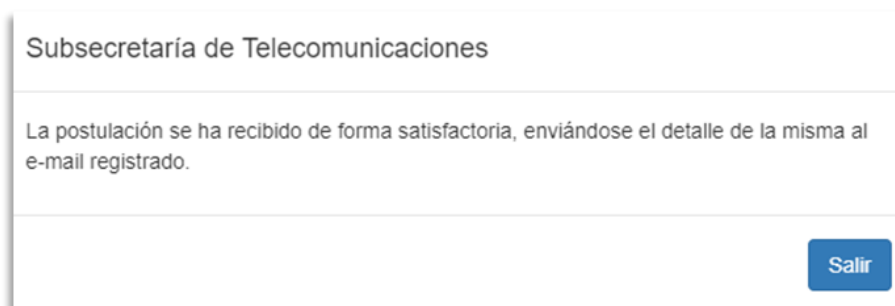 Subsecretaría de Telecomunicaciones
La postulación se ha recibido de forma satisfactoria, enviándose el detalle de la misma al
e-mail registrado.
Salir